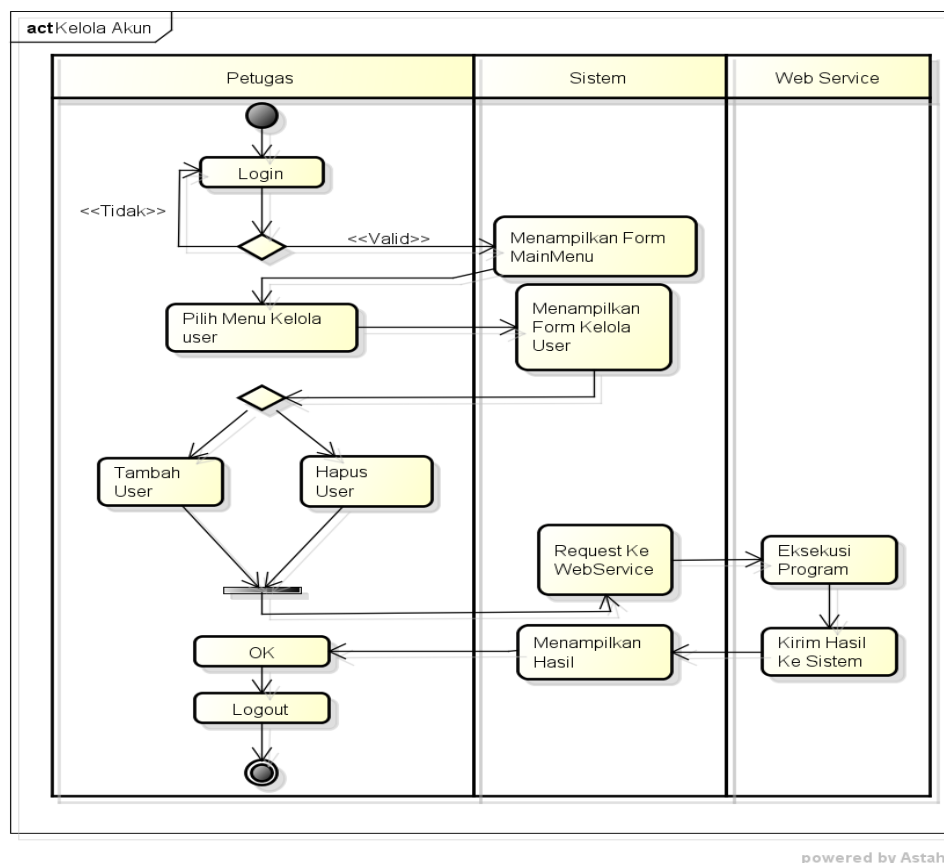 act Kelola Akun
Petugas
Sistem
Web Service
Login
<<Tidak>>
<<Valid>>
Menampilkan Form
MainMenu
Pilih Menu Kelola
user
Menampilkan
Form Kelola
User
Tambah
User
Hapus
User
Request Ke
WebService
Eksekusi
Program
OK
Menampilkan
Hasil
Kirim Hasil
Ke Sistem
Logout
powered by Astah